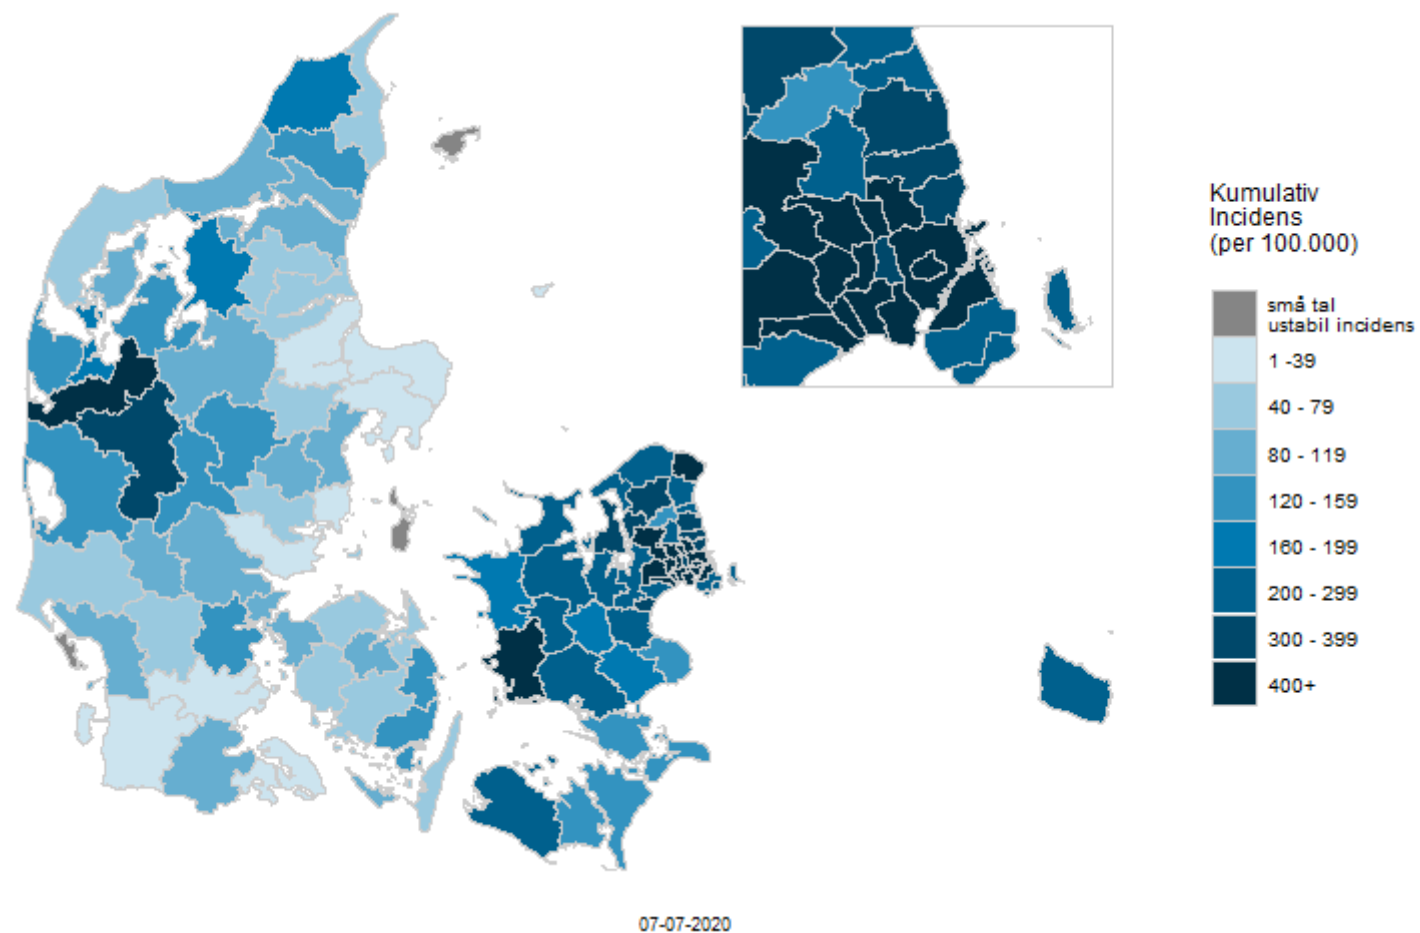 Kumulativ
Incidens
(per 100.000)
små tal
ustabil incidens
1 -39
40 - 79
80 - 119
120 - 159
160 - 199
200 - 299
300 - 399
400+
07-07-2020